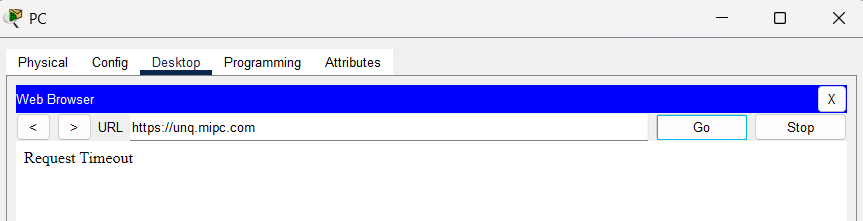 PC
Physical Config Desktop Programming Attributes
Web Browser X
< > URL https://unq.mipc.com Go Stop
Request Timeout